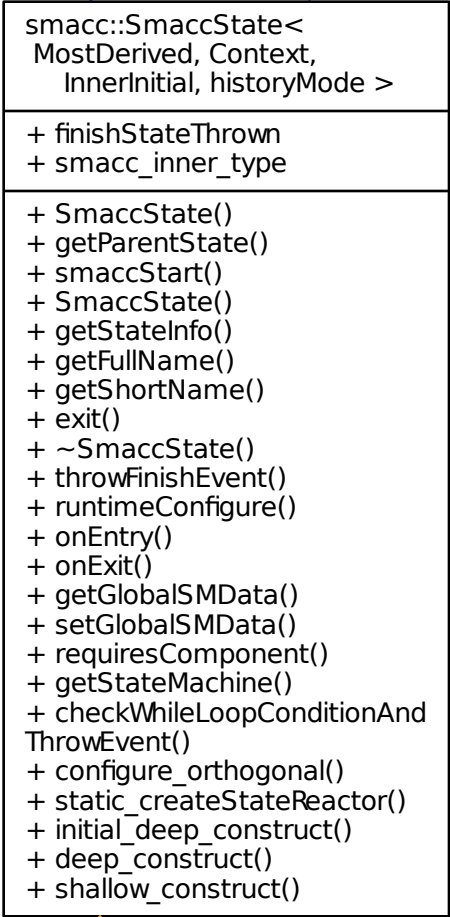 smacc::SmaccState<
MostDerived, Context,
InnerInitial, historyMode >
+ finishStateThrown
+ smacc_inner_type
+ SmaccState()
+ getParentState()
+ smaccStart()
+ SmaccState()
+ getStateInfo()
+ getFullName()
+ getShortName()
+ exit()
+ ~SmaccState()
+ throwFinishEvent()
+ runtimeConfigure()
+ onEntry()
+ onExit()
+ getGlobalSMData()
+ setGlobalSMData()
+ requiresComponent()
+ getStateMachine()
+ checkWhileLoopConditionAnd
ThrowEvent()
+ configure_orthogonal()
+ static_createStateReactor()
+ initial_deep_construct()
+ deep_construct()
+ shallow_construct()